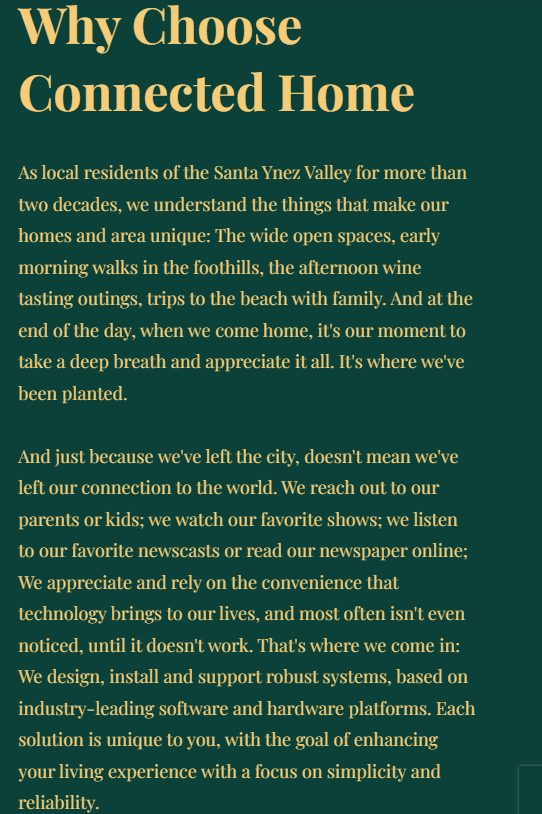 Why Choose
Connected Home
As local residents of the Santa Ynez Valley for more than
two decades, we understand the things that make our
homes and area unique: The wide open spaces, early
morning walks in the foothills, the afternoon wine
tasting outings, trips to the beach with family. And at the
end of the day, when we come home, it's our moment to
take a deep breath and appreciate it all. It's where we've
been planted.
And just because we've left the city, doesn't mean we've
left our connection to the world. We reach out to our
parents or kids; we watch our favorite shows; we listen
to our favorite newscasts or read our newspaper online;
We appreciate and rely on the convenience that
technology brings to our lives, and most often isn't even
noticed, until it doesn't work. That's where we come in:
We design, install and support robust systems, based on
industry-leading software and hardware platforms. Each
solution is unique to you, with the goal of enhancing
your living experience with a focus on simplicity and
reliability.